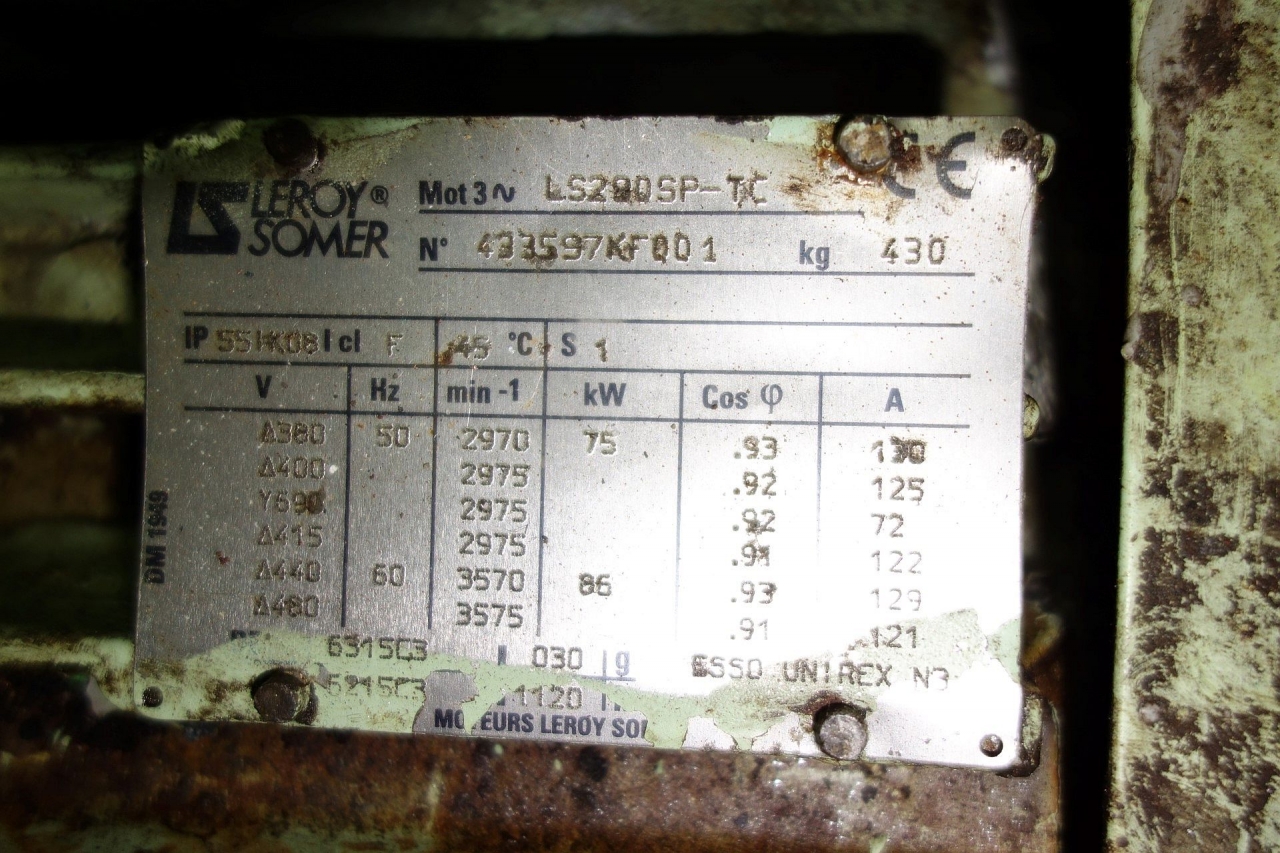 LEROY®
SOMER
Mot 3 ~ LS280SP-TC CE
N° 433597KF001 kg 430
IP 55 IK08 I cl F 45 °C S 1
V Hz min -1 kW Cos φ A
Δ380 50 2970 75 .93 130
Δ400 2975 .92 125
Y690 2975 .92 72
Δ415 2975 .91 122
Δ440 60 3570 86 .93 129
Δ460 3575 .91 121
6315C3 030 g ESSO UNIREX N3
1120
MOTEURS LEROY SO
DM 1949